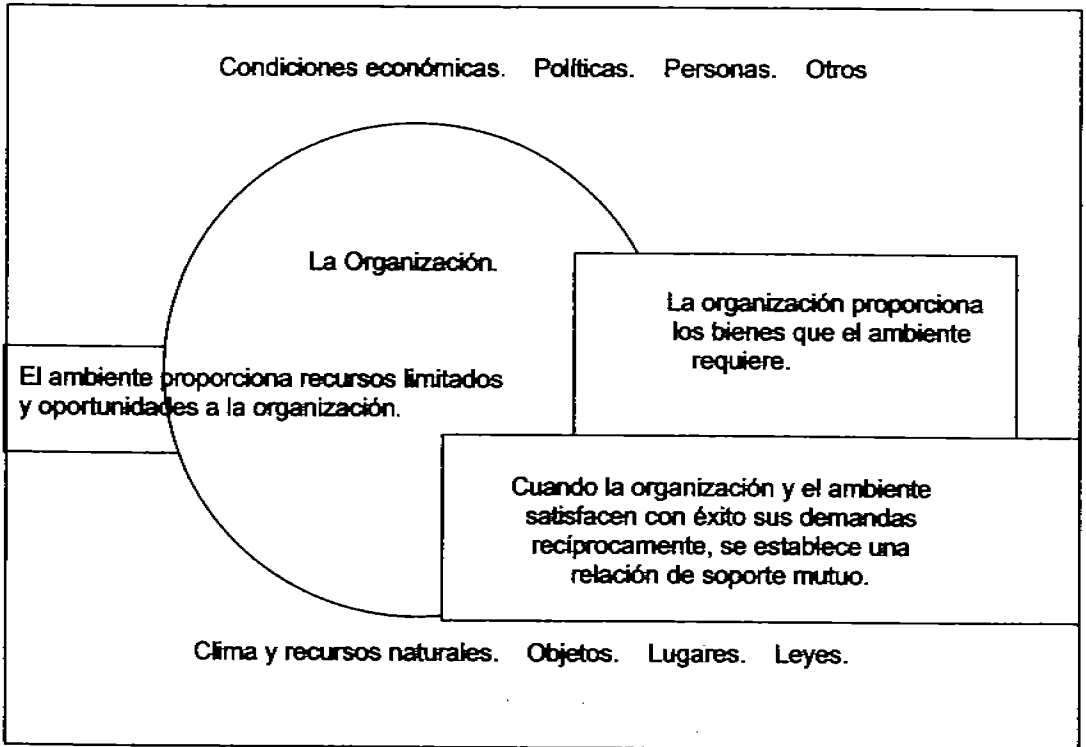 Condiciones económicas. Políticas. Personas. Otros
La Organización.
La organización proporciona
los bienes que el ambiente
requiere.
El ambiente proporciona recursos limitados
y oportunidades a la organización.
Cuando la organización y el ambiente
satisfacen con éxito sus demandas
recíprocamente, se establece una
relación de soporte mutuo.
Clima y recursos naturales. Objetos. Lugares. Leyes.